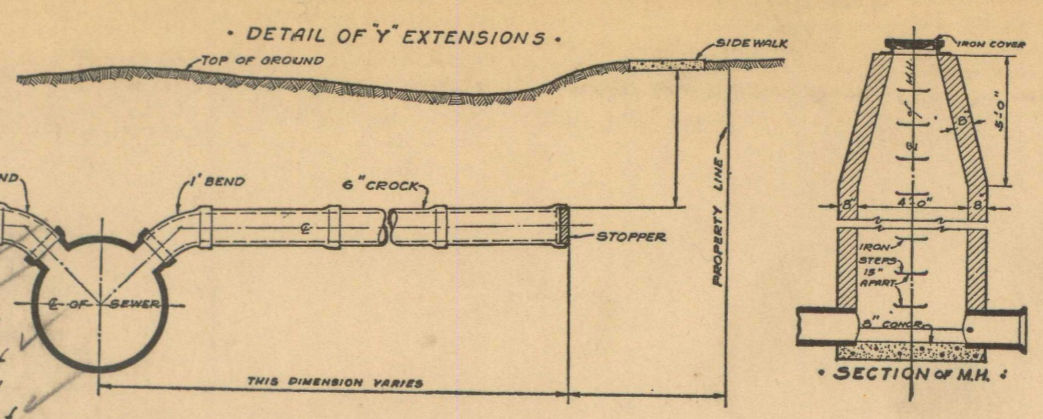 • DETAIL OF "Y" EXTENSIONS •
TOP OF GROUND
SIDEWALK
1' BEND
6" CROCK
℄
STOPPER
PROPERTY LINE
℄ OF SEWER
THIS DIMENSION VARIES
IRON COVER
℄ of M.H.
8"
5'-0"
8"
4'-0"
8"
IRON
STEPS
15"
APART
8" CONCR.
• SECTION OF M.H. •